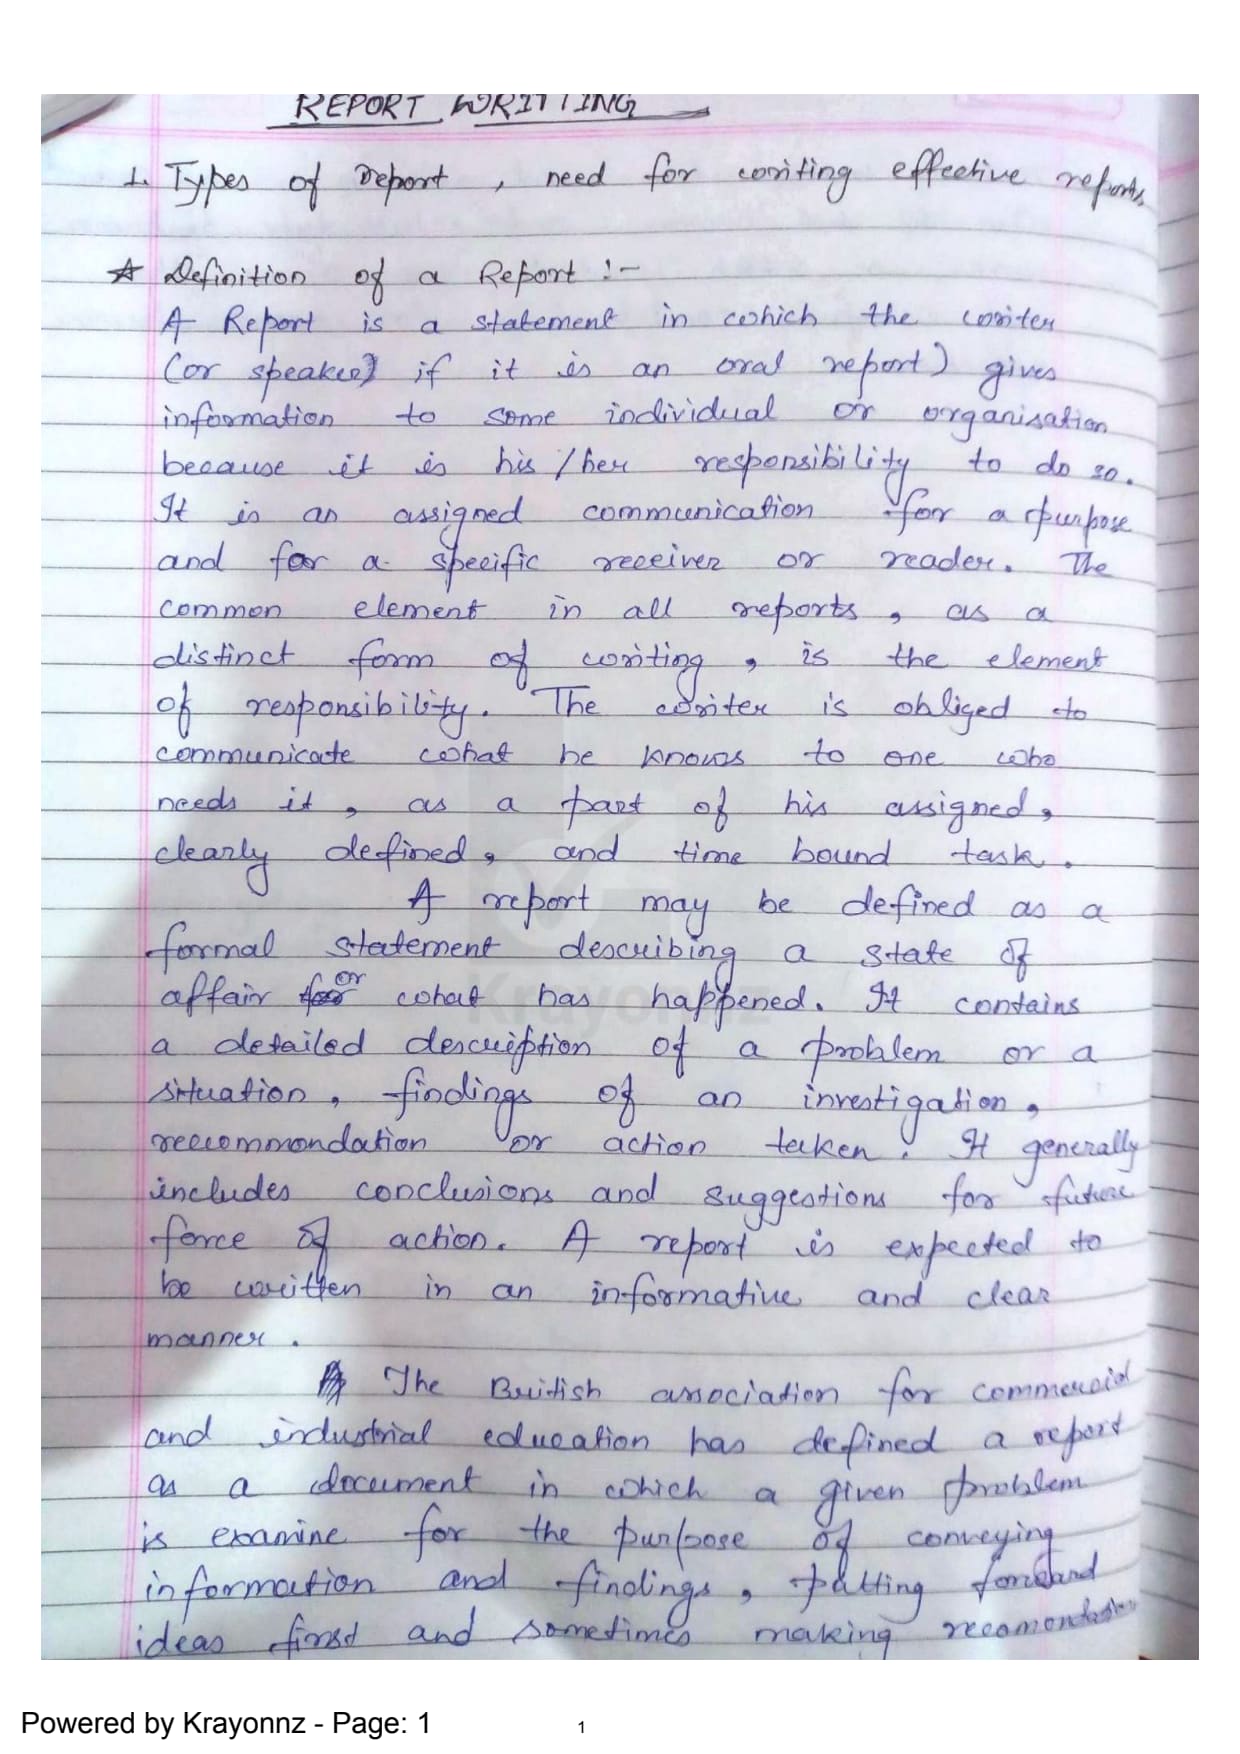 REPORT WRITTING
1. Types of report, need for writing effective reports
☆ Definition of a Report :-
A Report is a statement in which the writer
(or speaker) if it is an oral report) gives
information to some individual or organisation
because it is his/her responsibility to do so.
It is an assigned communication for a purpose
and for a specific receiver or reader. The
common element in all reports, as a
distinct form of writing, is the element
of responsibility. The writer is obliged to
communicate what he knows to one who
needs it, as a part of his assigned,
clearly defined, and time bound task.
A report may be defined as a
formal statement describing a state of
affair or what has happened. It contains
a detailed description of a problem or a
situation, findings of an investigation,
reecommondation or action taken. It generally
includes conclusions and suggestions for future
force of action. A report is expected to
be written in an informative and clear
manner.
The British association for commercial
and industrial education has defined a report
as a document in which a given problem
is examine for the purpose of conveying
information and findings, putting forward
ideas first and sometimes making recomendation
Krayonnz
Powered by Krayonnz - Page: 1
1